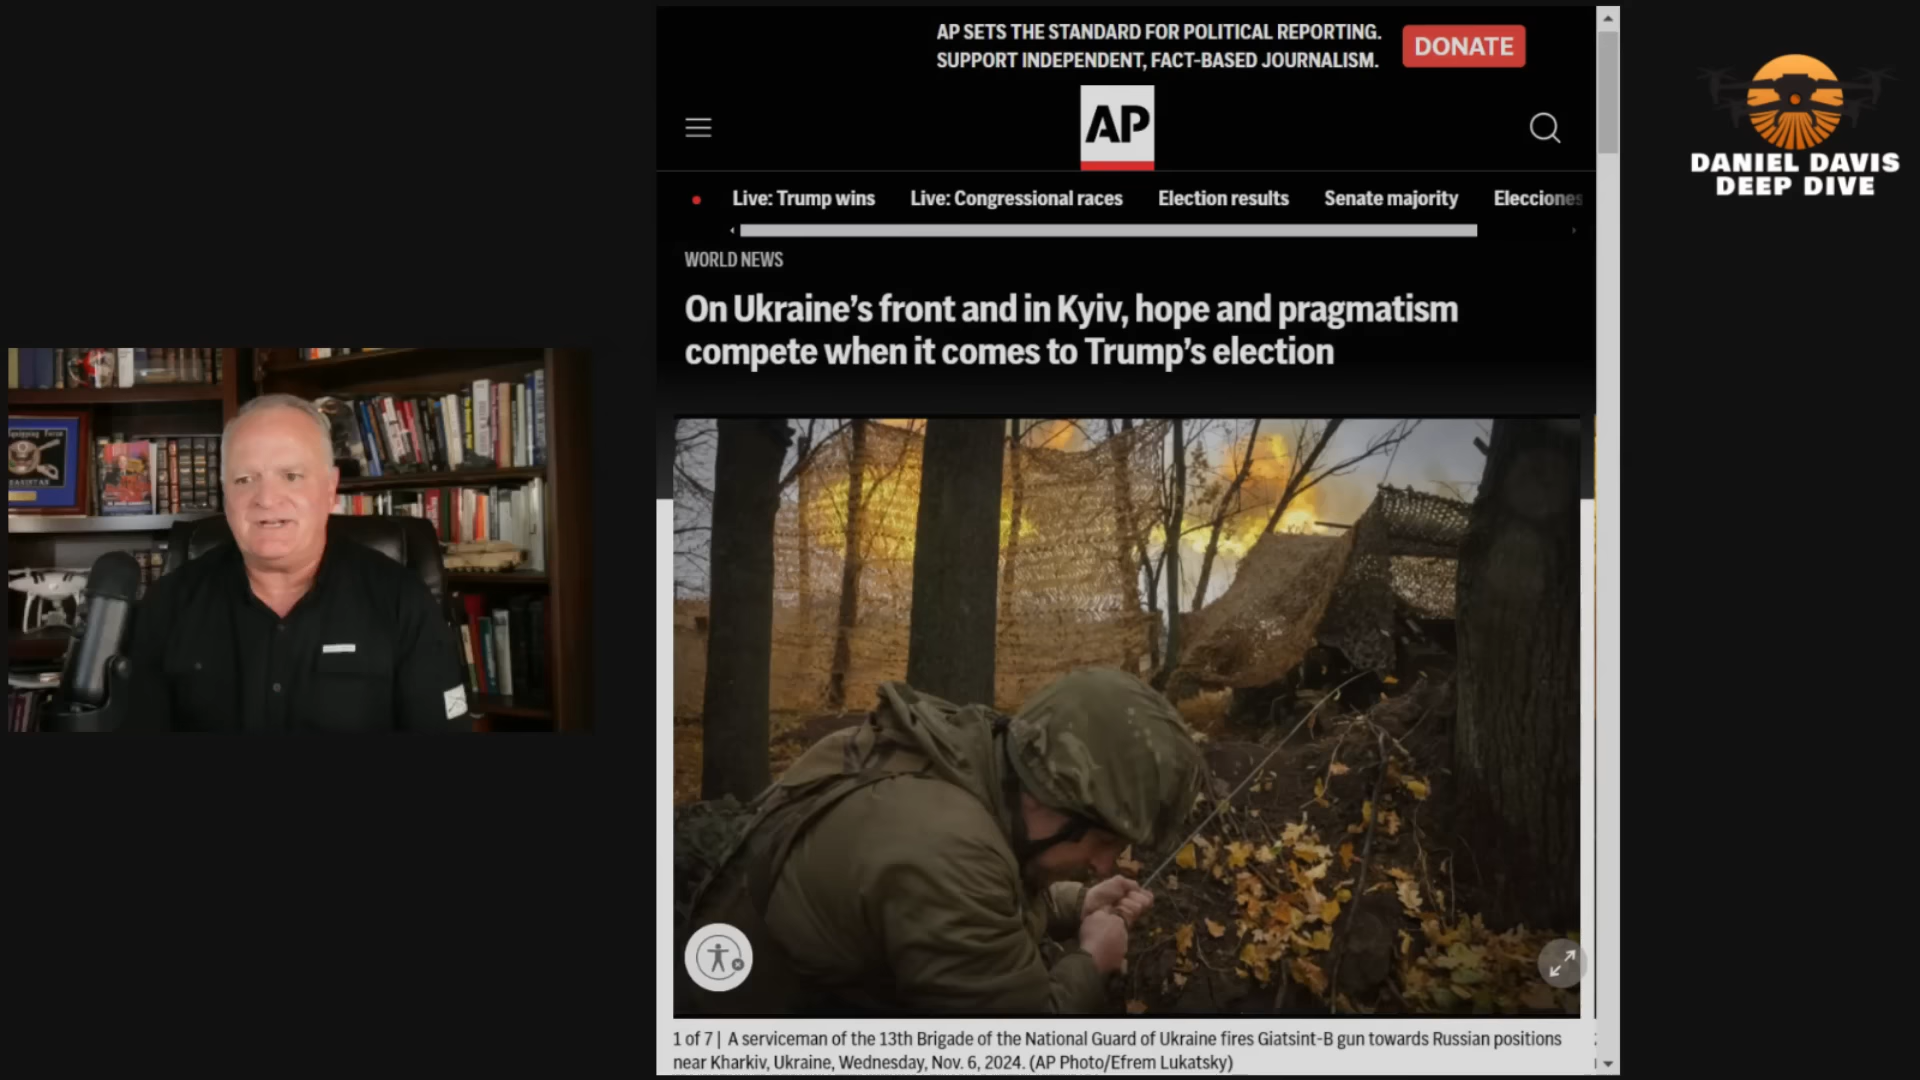 AP SETS THE STANDARD FOR POLITICAL REPORTING.
SUPPORT INDEPENDENT, FACT-BASED JOURNALISM.
DONATE
AP
Live: Trump wins
Live: Congressional races
Election results
Senate majority
Elecciones
WORLD NEWS
On Ukraine's front and in Kyiv, hope and pragmatism
compete when it comes to Trump's election
1 of 7 | A serviceman of the 13th Brigade of the National Guard of Ukraine fires Giatsint-B gun towards Russian positions
near Kharkiv, Ukraine, Wednesday, Nov. 6, 2024. (AP Photo/Efrem Lukatsky)
DANIEL DAVIS
DEEP DIVE